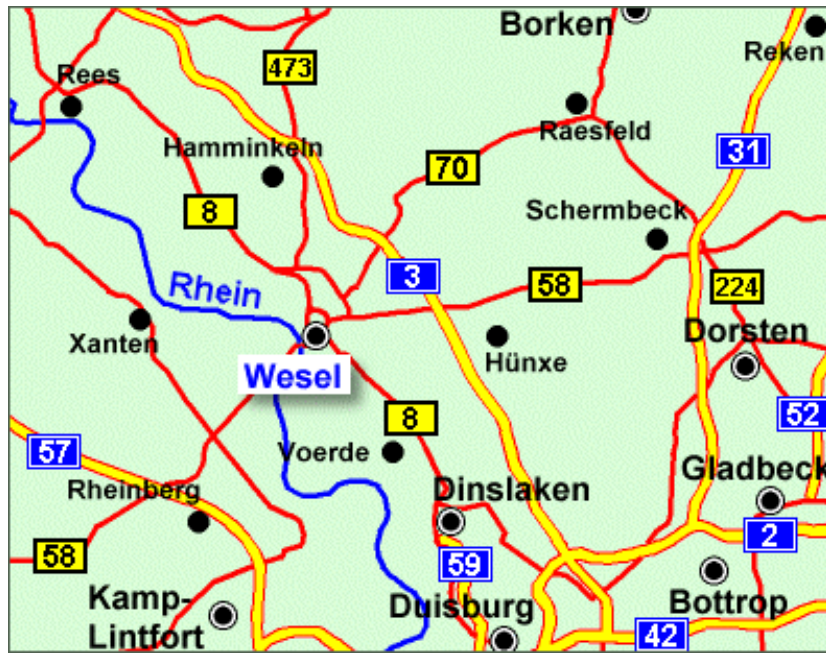 Borken
Reken
473
Rees
Raesfeld
31
Hamminkeln
70
8
Schermbeck
3
58
Rhein
224
Xanten
Hünxe
Dorsten
Wesel
8
52
57
Voerde
Gladbeck
Rheinberg
Dinslaken
2
58
59
Kamp-
Lintfort
Duisburg
Bottrop
42